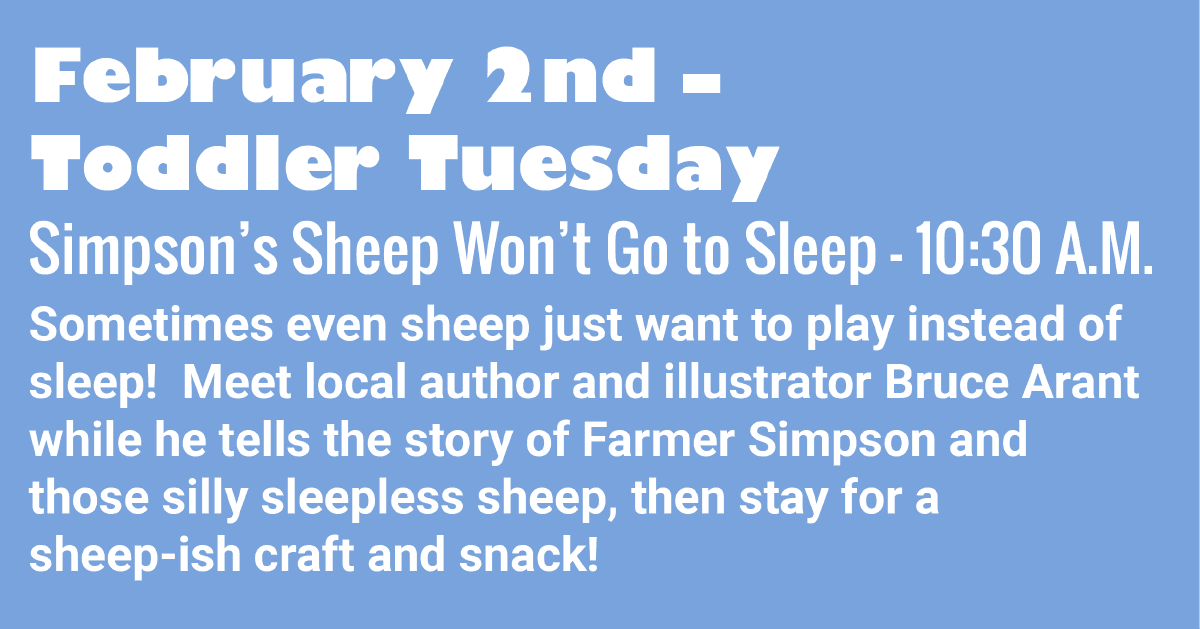 February 2nd –
Toddler Tuesday
Simpson’s Sheep Won’t Go to Sleep - 10:30 A.M.
Sometimes even sheep just want to play instead of
sleep!  Meet local author and illustrator Bruce Arant
while he tells the story of Farmer Simpson and
those silly sleepless sheep, then stay for a
sheep-ish craft and snack!